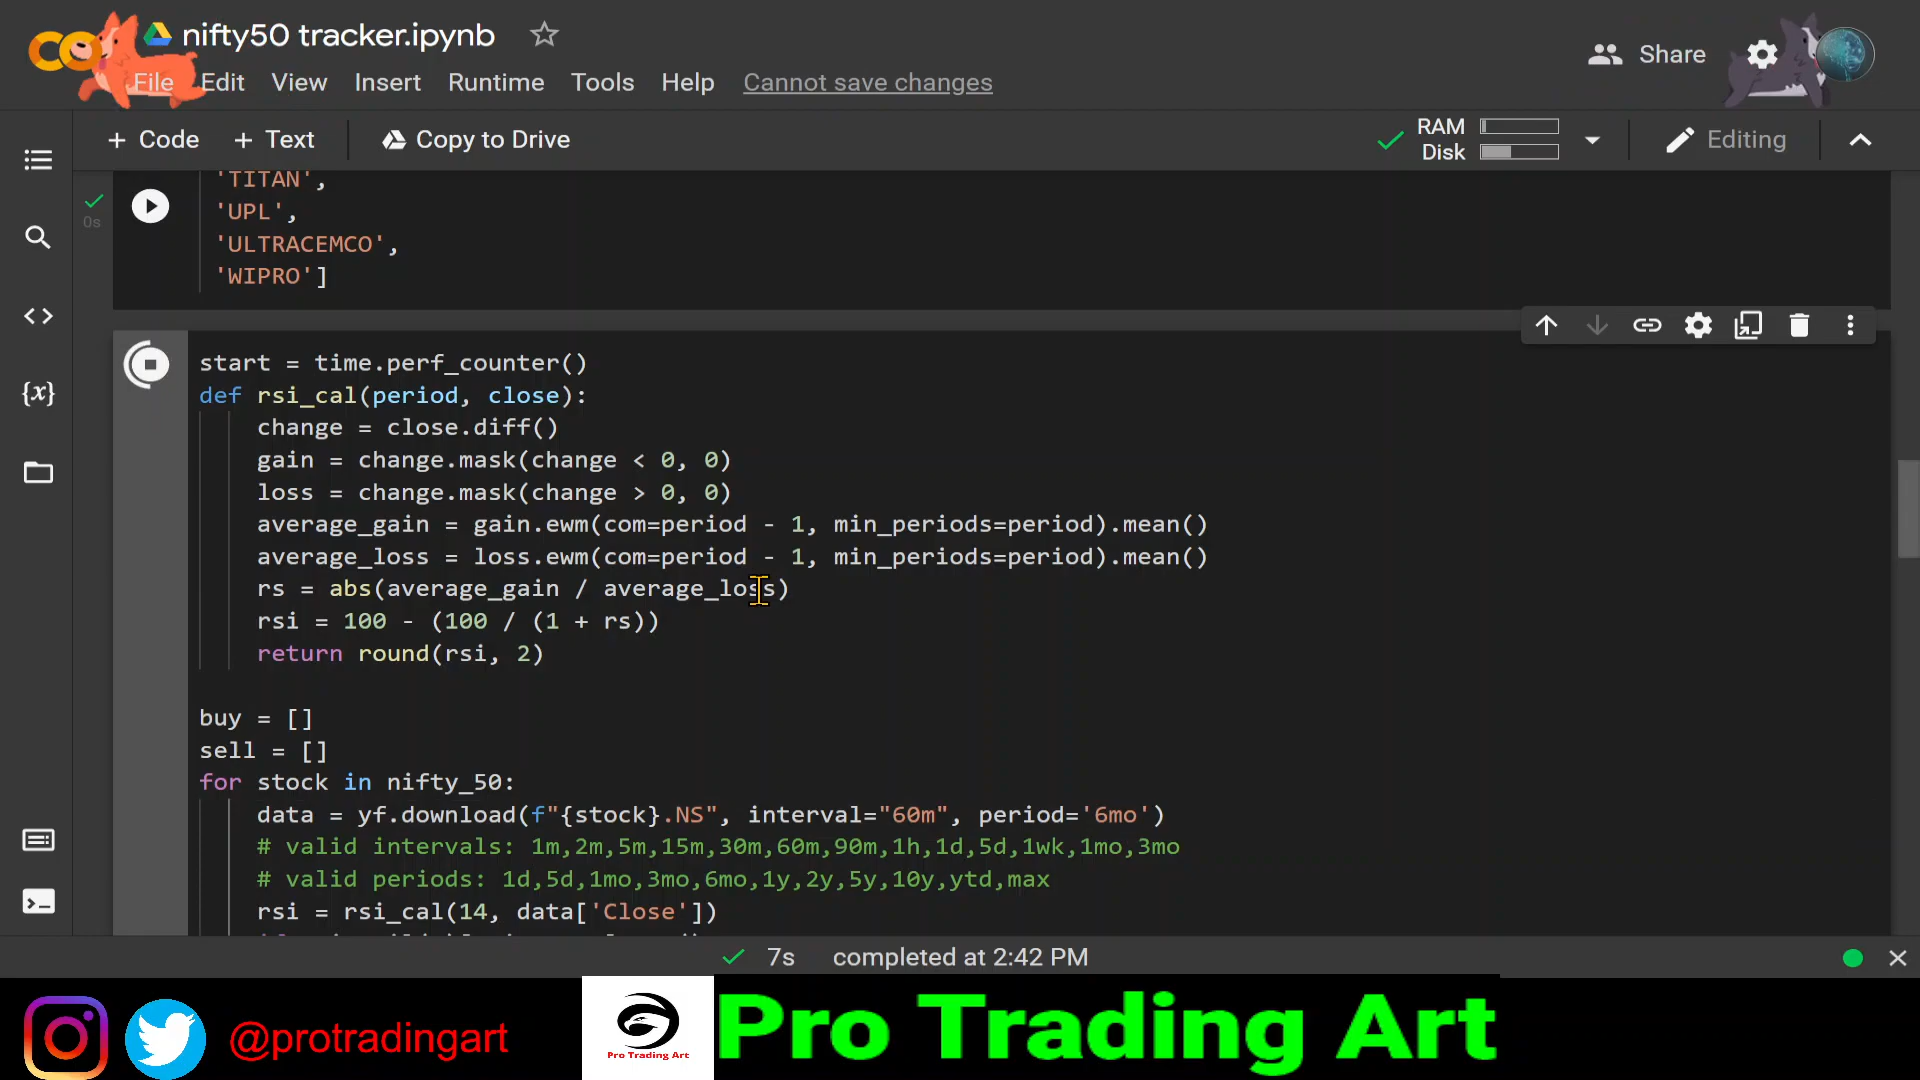 nifty50 tracker.ipynb
Share
File Edit View Insert Runtime Tools Help Cannot save changes
+ Code + Text Copy to Drive
RAM
Disk
Editing
'TITAN',
0s
'UPL',
'ULTRACEMCO',
'WIPRO']
start = time.perf_counter()
def rsi_cal(period, close):
change = close.diff()
gain = change.mask(change < 0, 0)
loss = change.mask(change > 0, 0)
average_gain = gain.ewm(com=period - 1, min_periods=period).mean()
average_loss = loss.ewm(com=period - 1, min_periods=period).mean()
rs = abs(average_gain / average_loss)
rsi = 100 - (100 / (1 + rs))
return round(rsi, 2)
buy = []
sell = []
for stock in nifty_50:
data = yf.download(f"{stock}.NS", interval="60m", period='6mo')
# valid intervals: 1m,2m,5m,15m,30m,60m,90m,1h,1d,5d,1wk,1mo,3mo
# valid periods: 1d,5d,1mo,3mo,6mo,1y,2y,5y,10y,ytd,max
rsi = rsi_cal(14, data['Close'])
7s completed at 2:42 PM
@protradingart
Pro Trading Art
Pro Trading Art